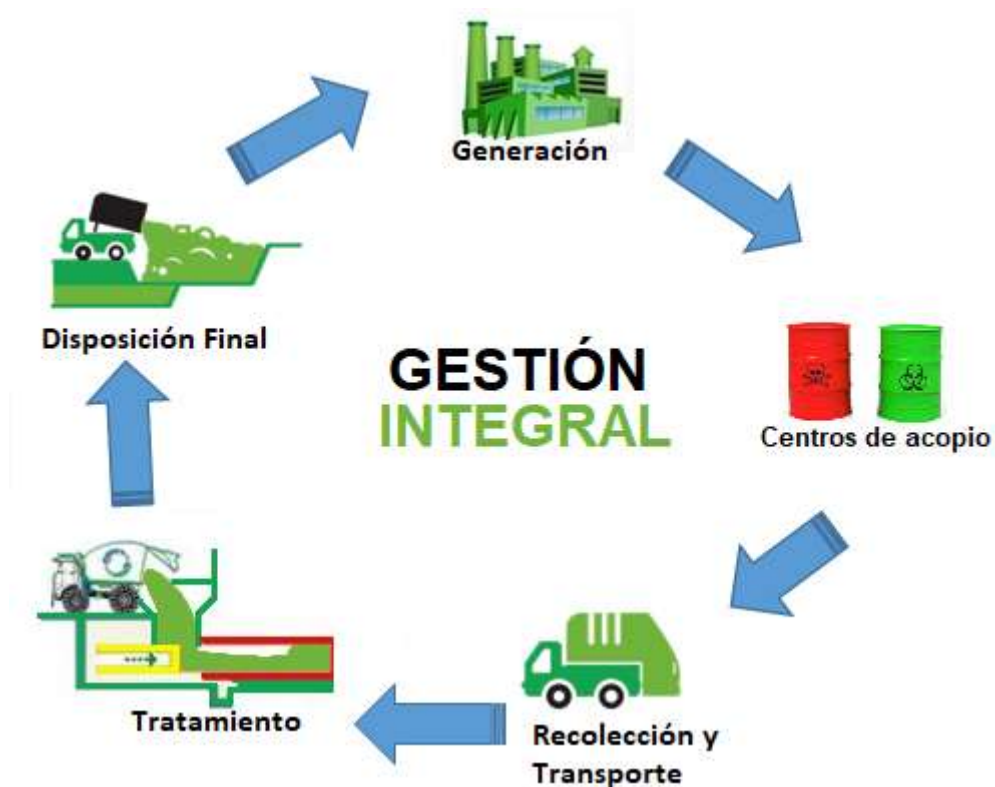 Generación
Disposición Final
GESTIÓN
INTEGRAL
Centros de acopio
Tratamiento
Recolección y
Transporte